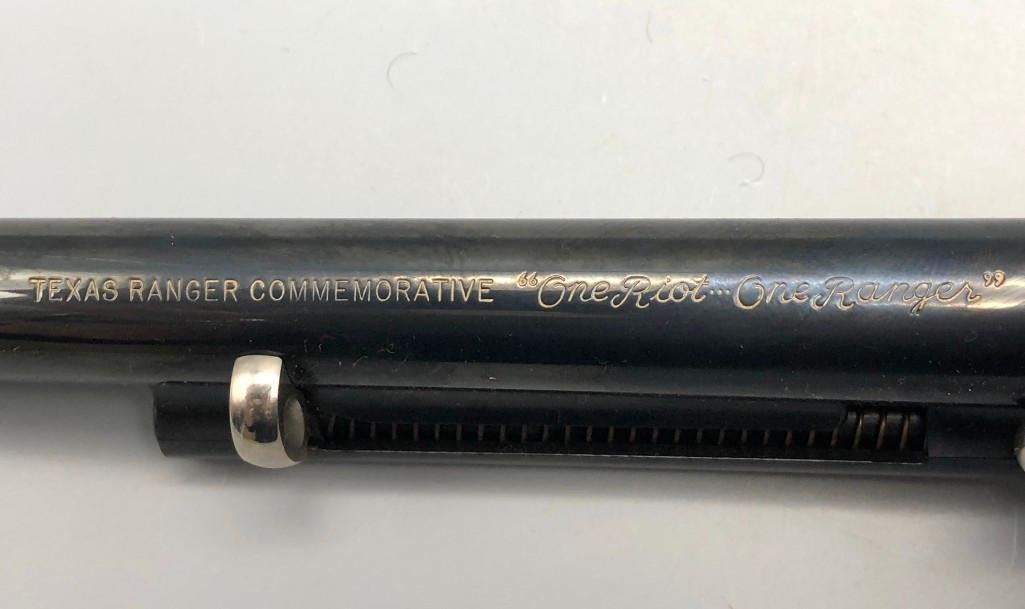 TEXAS RANGER COMMEMORATIVE “One Riot... One Ranger”